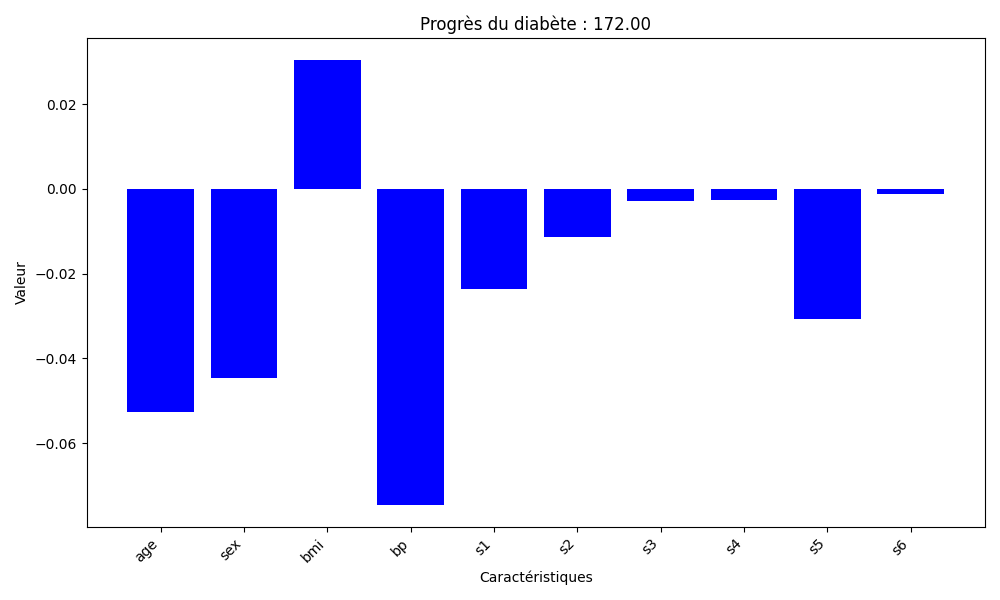 Progrès du diabète : 172.00
0.02
0.00
−0.02
−0.04
−0.06
Valeur
age
sex
bmi
bp
s1
s2
s3
s4
s5
s6
Caractéristiques